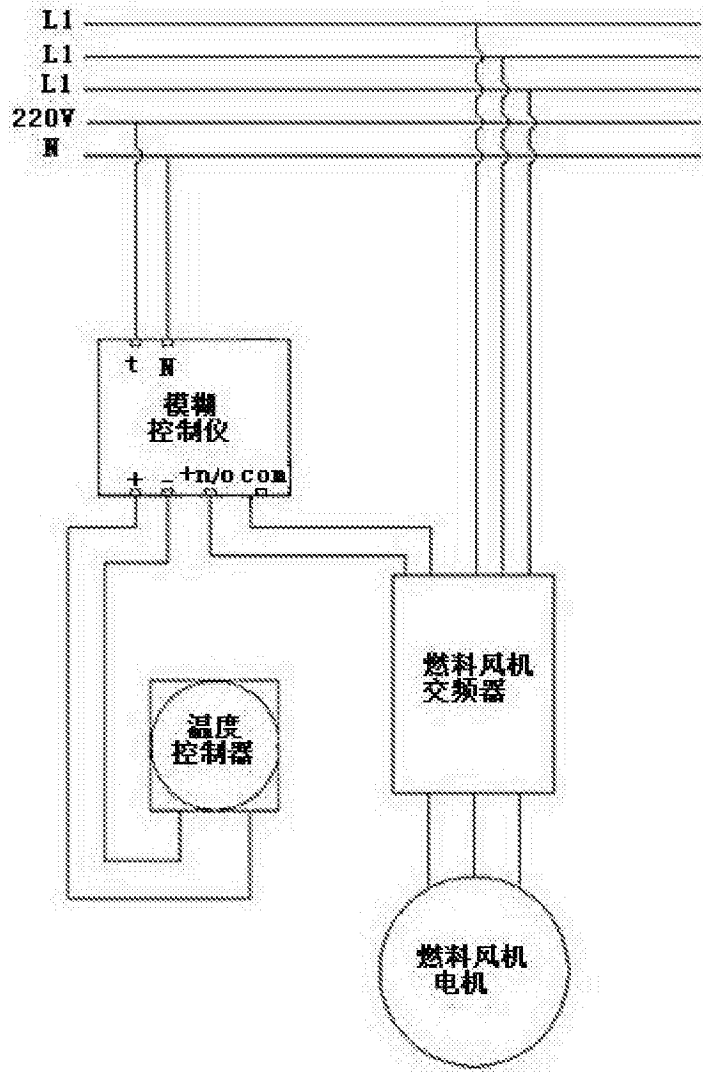 L1
L1
L1
220V
N
t N
模糊
控制仪
+ - +n/o com
燃料风机
交频器
温度
控制器
燃料风机
电机